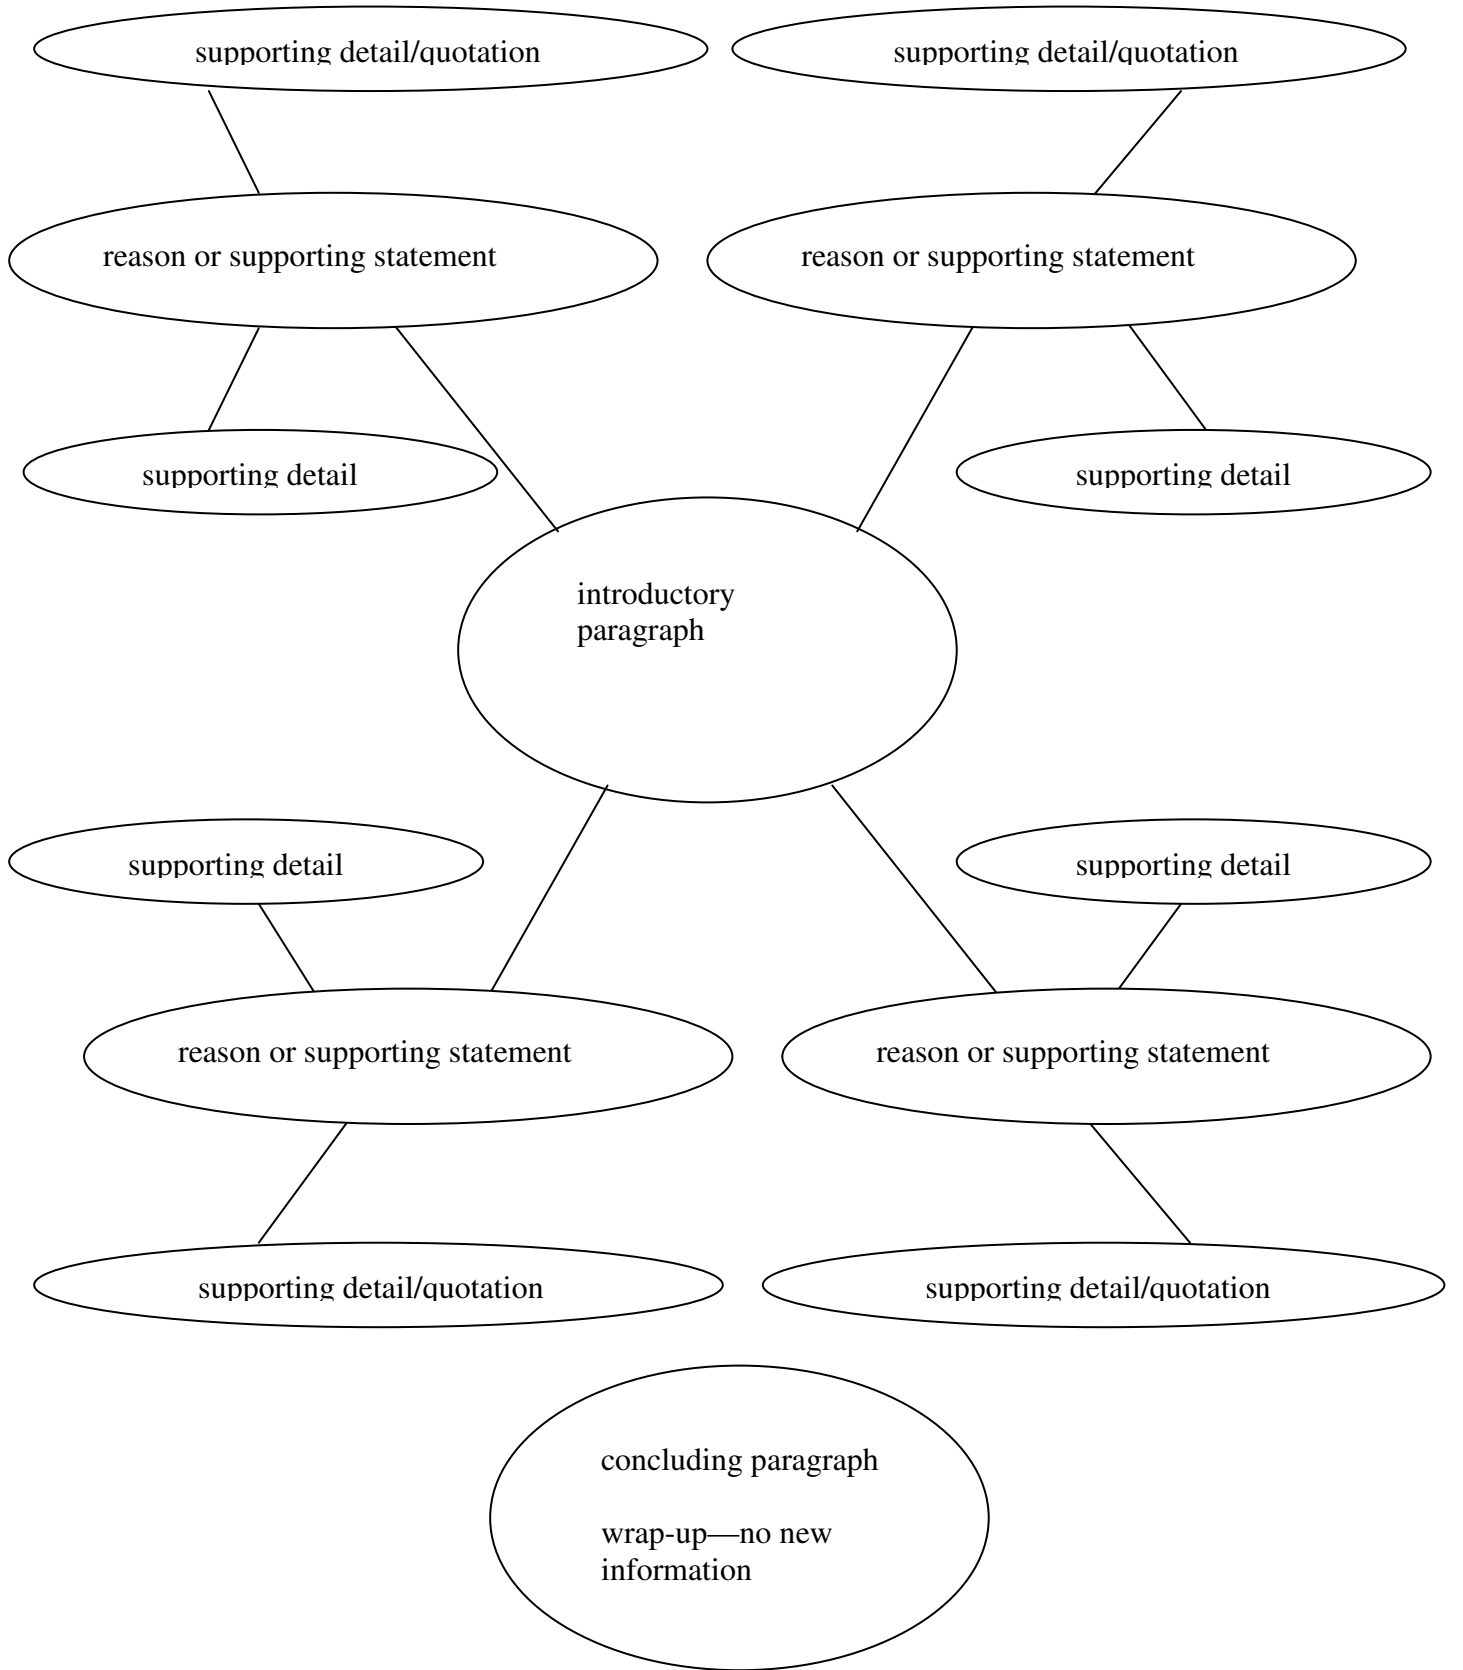 supporting detail/quotation
supporting detail/quotation
reason or supporting statement
reason or supporting statement
supporting detail
supporting detail
introductory
paragraph
supporting detail
supporting detail
reason or supporting statement
reason or supporting statement
supporting detail/quotation
supporting detail/quotation
concluding paragraph
wrap-up—no new
information